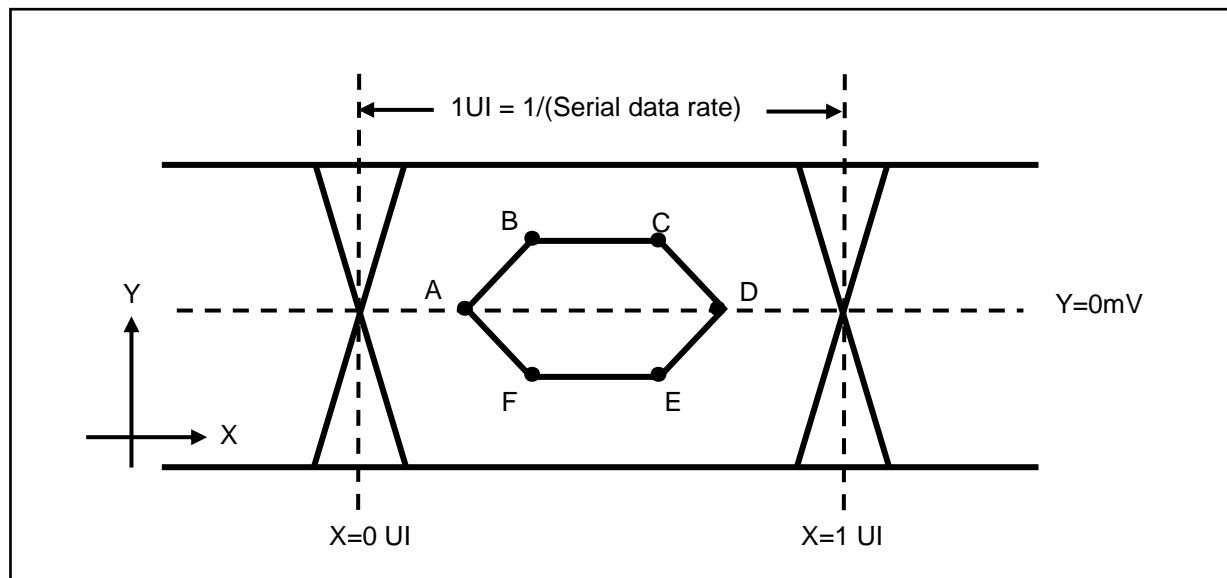 1UI = 1/(Serial data rate)
B
C
A
D
Y
Y=0mV
F
E
X
X=0 UI
X=1 UI